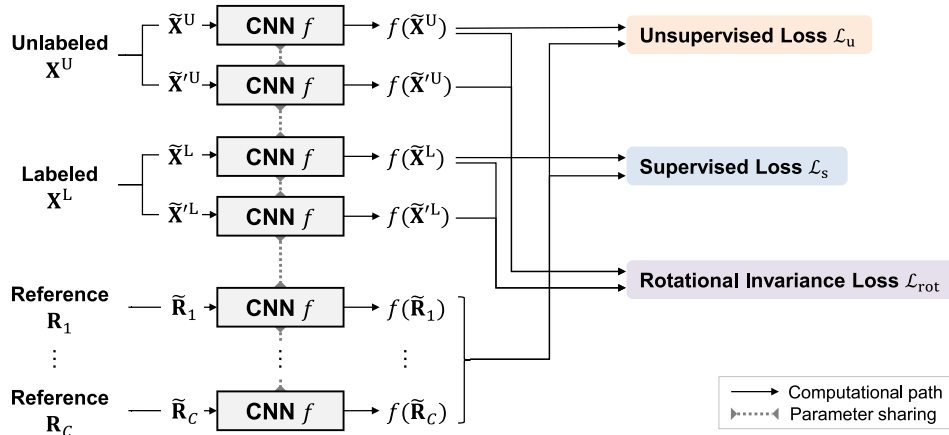 Unlabeled
X^U
X̃^U
CNN f
f(X̃^U)
X̃'^U
CNN f
f(X̃'^U)
Unsupervised Loss ℒ_u
Labeled
X^L
X̃^L
CNN f
f(X̃^L)
X̃'^L
CNN f
f(X̃'^L)
Supervised Loss ℒ_s
Rotational Invariance Loss ℒ_rot
Reference
R_1
R̃_1
CNN f
f(R̃_1)
⋮
⋮
⋮
Reference
R_C
R̃_C
CNN f
f(R̃_C)
Computational path
Parameter sharing